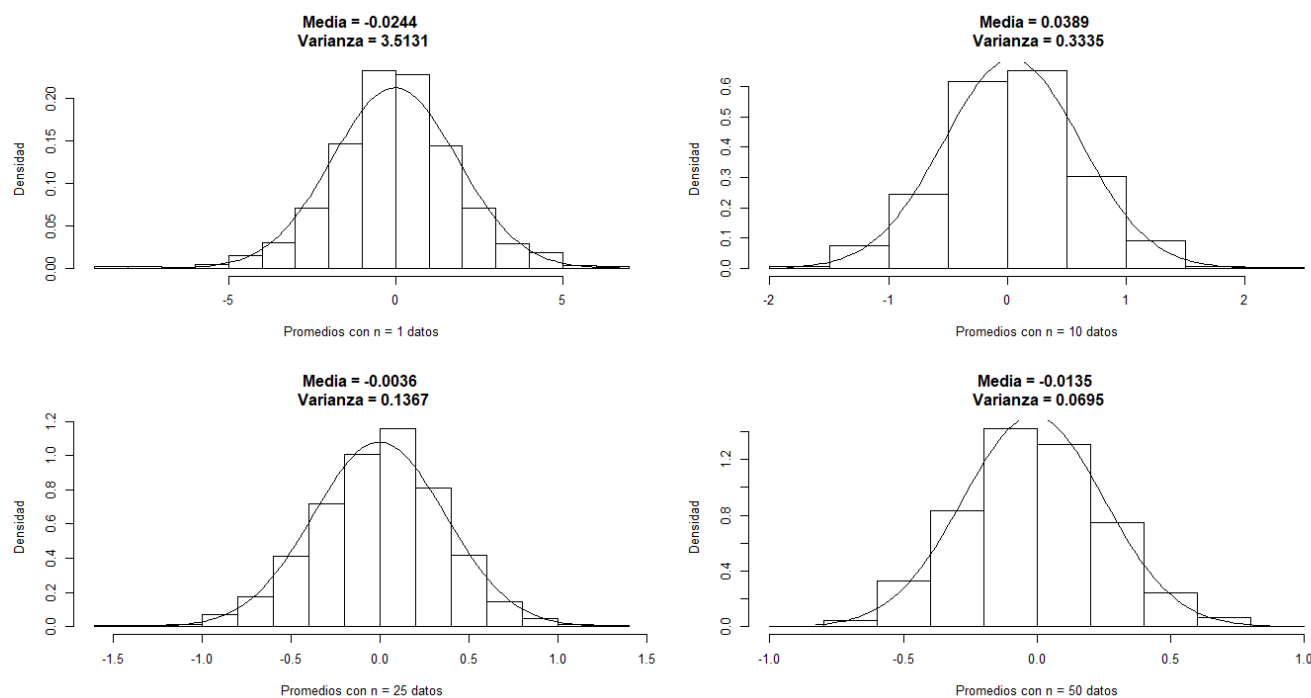 Media = -0.0244
Varianza = 3.5131
Densidad
0.00
0.05
0.10
0.15
0.20
-5
0
5
Promedios con n = 1 datos
Media = 0.0389
Varianza = 0.3335
Densidad
0.0
0.1
0.2
0.3
0.4
0.5
0.6
-2
-1
0
1
2
Promedios con n = 10 datos
Media = -0.0036
Varianza = 0.1367
Densidad
0.0
0.2
0.4
0.6
0.8
1.0
1.2
-1.5
-1.0
-0.5
0.0
0.5
1.0
1.5
Promedios con n = 25 datos
Media = -0.0135
Varianza = 0.0695
Densidad
0.0
0.4
0.8
1.2
-1.0
-0.5
0.0
0.5
1.0
Promedios con n = 50 datos